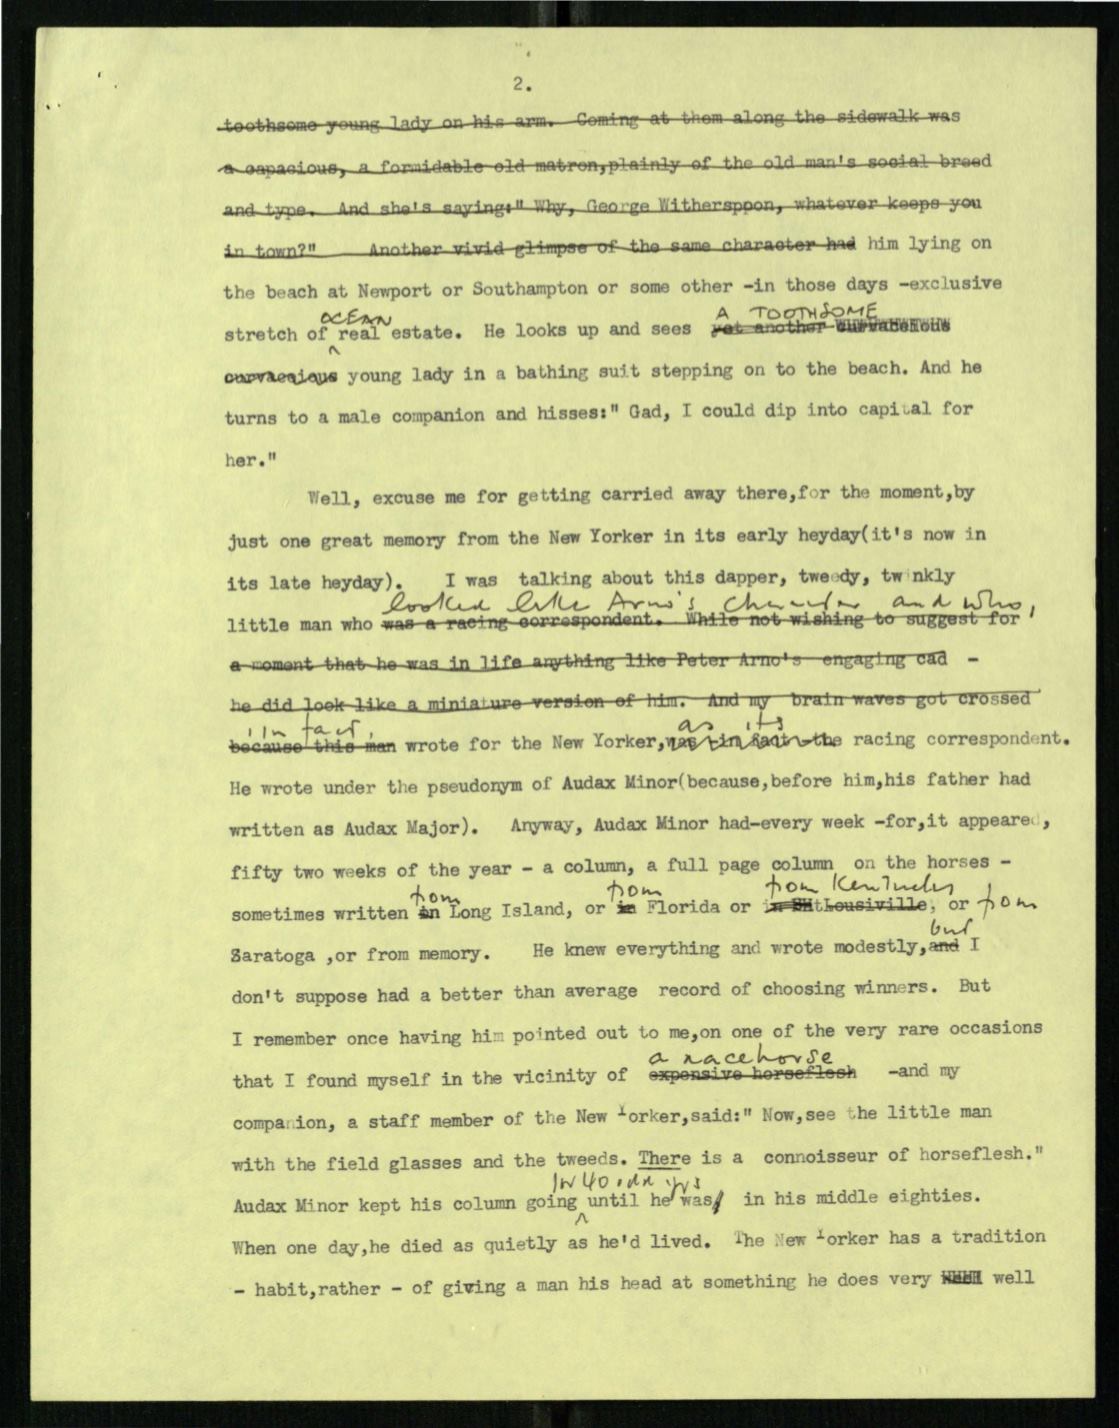 2.
toothsome young lady on his arm. Coming at them along the sidewalk was
a capacious, a formidable old matron,plainly of the old man's social breed
and type. And she's saying:" Why, George Witherspoon, whatever keeps you
in town?" Another vivid glimpse of the same character had him lying on
the beach at Newport or Southampton or some other -in those days -exclusive
OCEAN A TOOTHSOME
stretch of real estate. He looks up and sees yet another curvaceious
curvaceious young lady in a bathing suit stepping on to the beach. And he
turns to a male companion and hisses:" Gad, I could dip into capital for
her."
Well, excuse me for getting carried away there,for the moment,by
just one great memory from the New Yorker in its early heyday(it's now in
its late heyday). I was talking about this dapper, tweedy, twinkly
looked like Arno's character and who,
little man who was a racing correspondent. While not wishing to suggest for
a moment that he was in life anything like Peter Arno's engaging cad -
he did look like a miniature version of him. And my brain waves got crossed
in fact, as its
because this man wrote for the New Yorker,was -in fact -the racing correspondent.
He wrote under the pseudonym of Audax Minor(because,before him,his father had
written as Audax Major). Anyway, Audax Minor had-every week -for,it appeared,
fifty two weeks of the year - a column, a full page column on the horses -
from from from Kentucky
sometimes written in Long Island, or in Florida or in Lousiville, or from
but
Saratoga ,or from memory. He knew everything and wrote modestly,and I
don't suppose had a better than average record of choosing winners. But
I remember once having him pointed out to me,on one of the very rare occasions
a racehorse
that I found myself in the vicinity of expensive horseflesh -and my
companion, a staff member of the New Yorker,said:" Now,see the little man
with the field glasses and the tweeds. There is a connoisseur of horseflesh."
for 40 odd yrs
Audax Minor kept his column going until he was in his middle eighties.
When one day,he died as quietly as he'd lived. The New Yorker has a tradition
- habit,rather - of giving a man his head at something he does very well